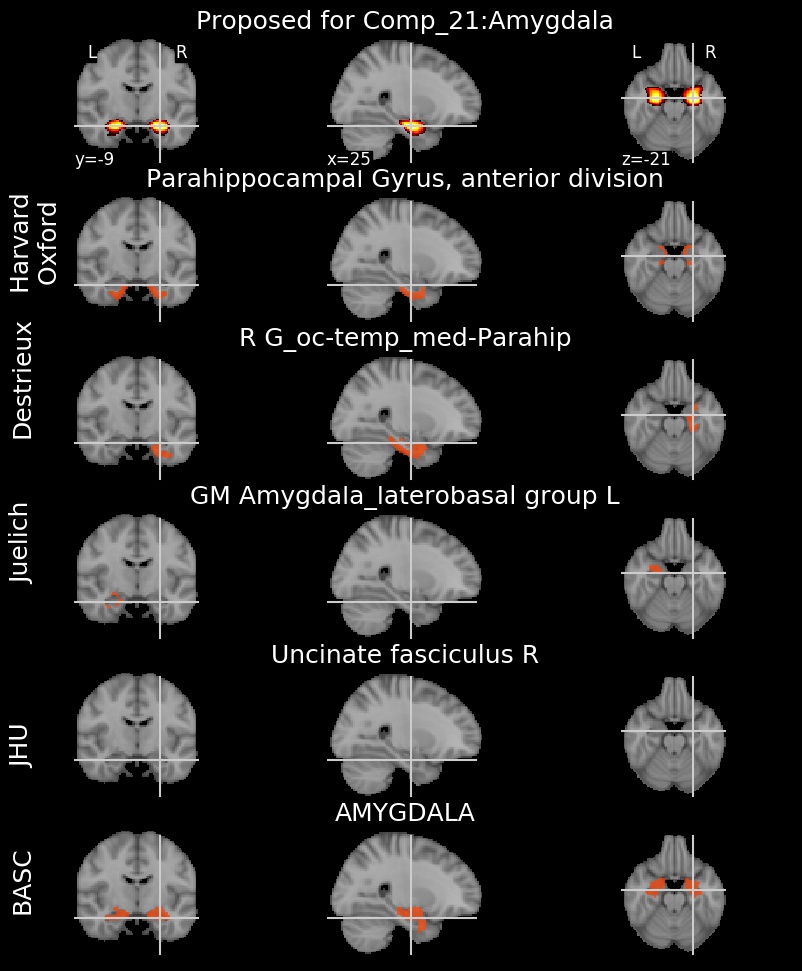 Proposed for Comp_21:Amygdala
L R
L R
y=-9
x=25
z=-21
Parahippocampal Gyrus, anterior division
Harvard
Oxford
R G_oc-temp_med-Parahip
Destrieux
GM Amygdala_laterobasal group L
Juelich
Uncinate fasciculus R
JHU
AMYGDALA
BASC